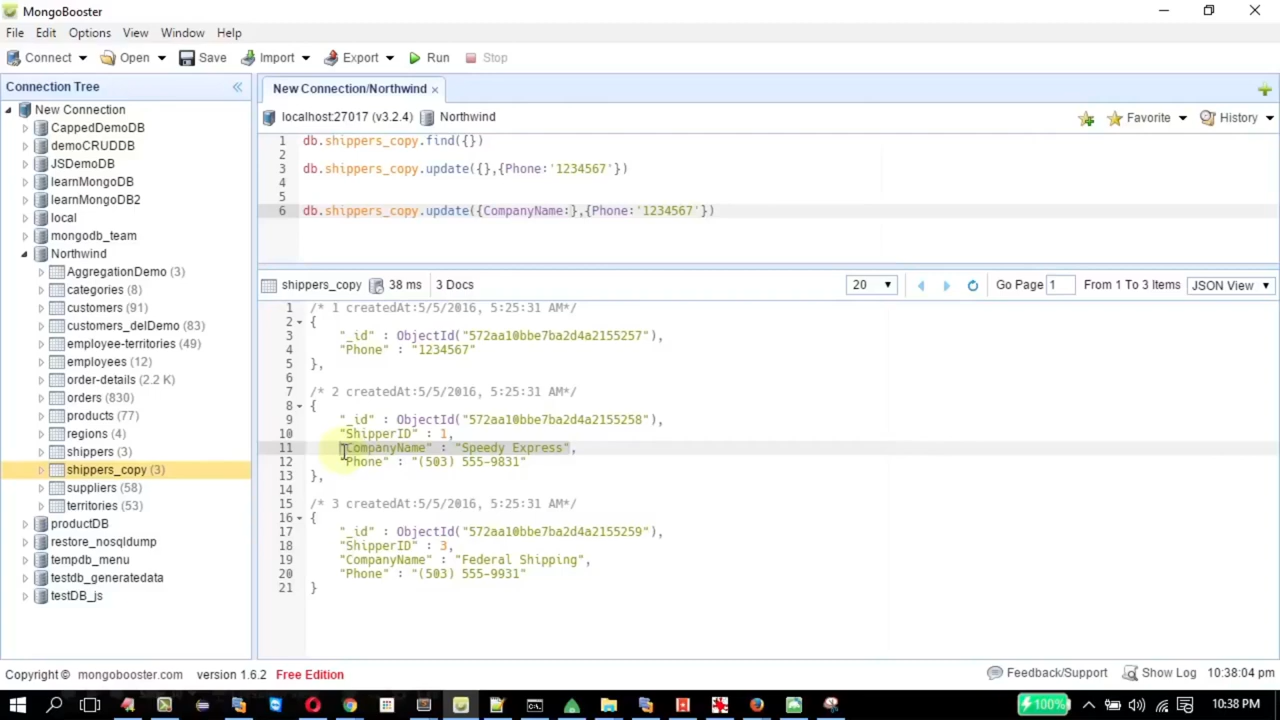 MongoBooster
File Edit Options View Window Help
Connect Open Save Import Export Run Stop
Connection Tree
New Connection
CappedDemoDB
demoCRUDDB
JSDemoDB
learnMongoDB
learnMongoDB2
local
mongodb_team
Northwind
AggregationDemo (3)
categories (8)
customers (91)
customers_delDemo (83)
employee-territories (49)
employees (12)
order-details (2.2 K)
orders (830)
products (77)
regions (4)
shippers (3)
shippers_copy (3)
suppliers (58)
territories (53)
productDB
restore_nosqldump
tempdb_menu
testdb_generatedata
testDB_js
New Connection/Northwind ×
localhost:27017 (v3.2.4) Northwind Favorite History
1 db.shippers_copy.find({})
2
3 db.shippers_copy.update({},{Phone:'1234567'})
4
5
6 db.shippers_copy.update({CompanyName:},{Phone:'1234567'})
shippers_copy 38 ms 3 Docs 20 Go Page 1 From 1 To 3 Items JSON View
1 /* 1 createdAt:5/5/2016, 5:25:31 AM*/
2 {
3 "_id" : ObjectId("572aa10bbe7ba2d4a2155257"),
4 "Phone" : "1234567"
5 },
6
7 /* 2 createdAt:5/5/2016, 5:25:31 AM*/
8 {
9 "_id" : ObjectId("572aa10bbe7ba2d4a2155258"),
10 "ShipperID" : 1,
11 "CompanyName" : "Speedy Express",
12 "Phone" : "(503) 555-9831"
13 },
14
15 /* 3 createdAt:5/5/2016, 5:25:31 AM*/
16 {
17 "_id" : ObjectId("572aa10bbe7ba2d4a2155259"),
18 "ShipperID" : 3,
19 "CompanyName" : "Federal Shipping",
20 "Phone" : "(503) 555-9931"
21 }
Copyright © mongobooster.com version 1.6.2 Free Edition Feedback/Support Show Log 10:38:04 pm
100% 10:38 PM